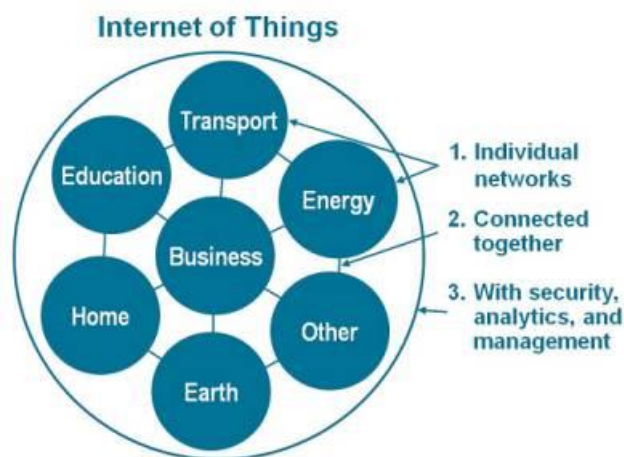 Internet of Things
Transport
Education
Energy
Business
Home
Other
Earth
1. Individual
networks
2. Connected
together
3. With security,
analytics, and
management